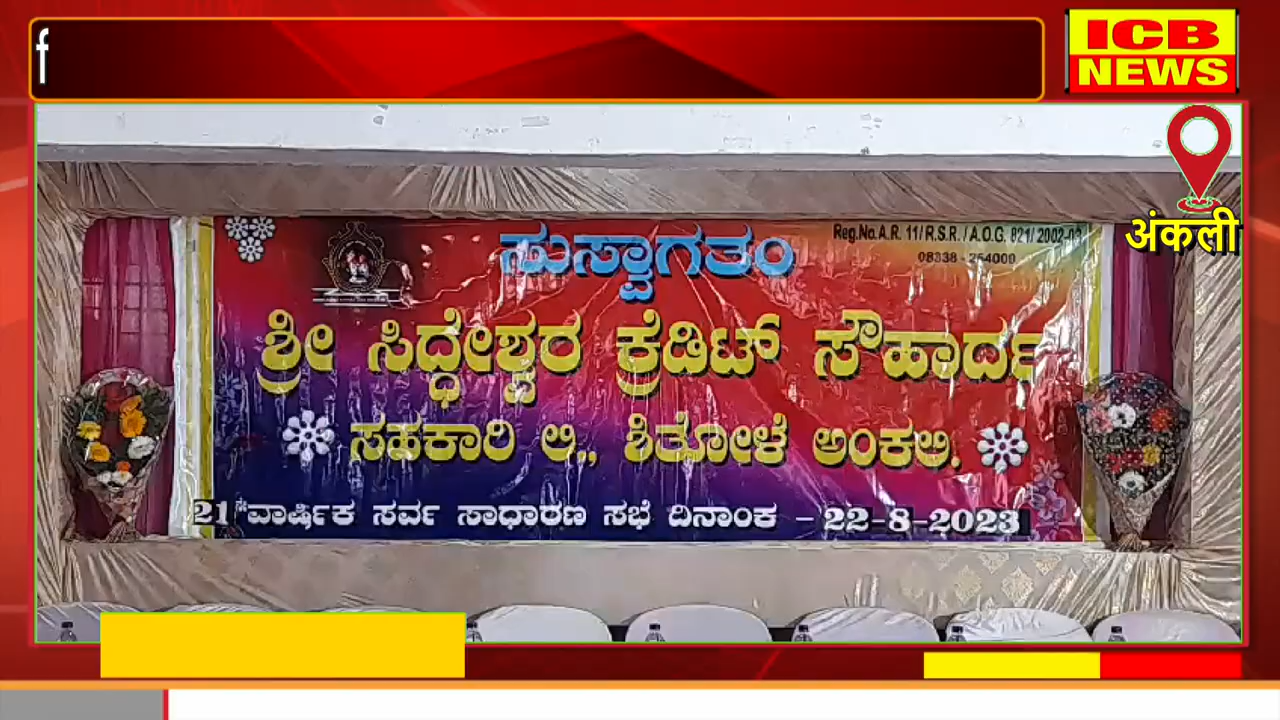 f
ICB
NEWS
अंकली
ಸುಸ್ವಾಗತಂ
Reg.No.A.R. 11/R.S.R./A.O.G. 821/2002-03
08338 - 264000
ಶ್ರೀ ಸಿದ್ಧೇಶ್ವರ ಕ್ರೆಡಿಟ್ ಸೌಹಾರ್ದ
ಸಹಕಾರಿ ಲಿ., ಶಿತೋಳೆ ಅಂಕಲಿ.
21ನೇ ವಾರ್ಷಿಕ ಸರ್ವ ಸಾಧಾರಣ ಸಭೆ ದಿನಾಂಕ - 22-8-2023